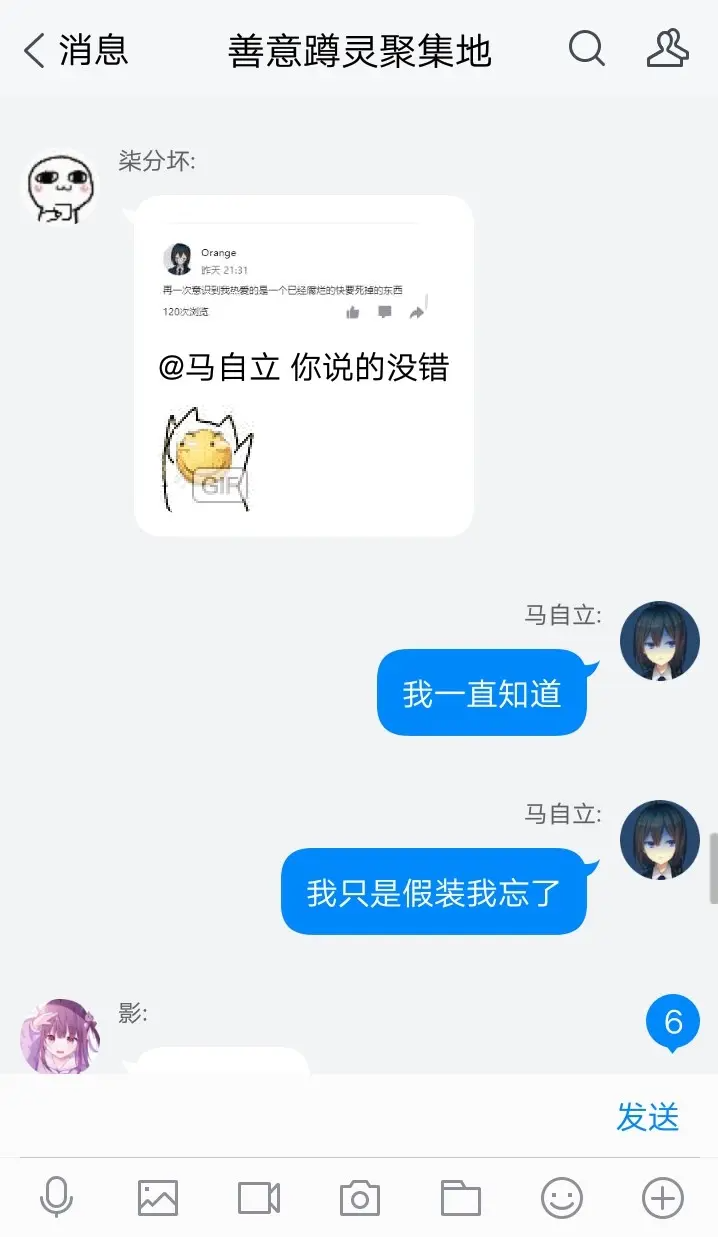 消息
善意蹲灵聚集地
柒分坏:
Orange
昨天 21:31
再一次意识到我热爱的是一个已经腐烂的快要死掉的东西
120次浏览
@马自立 你说的没错
GIF
马自立:
我一直知道
马自立:
我只是假装我忘了
影:
6
发送